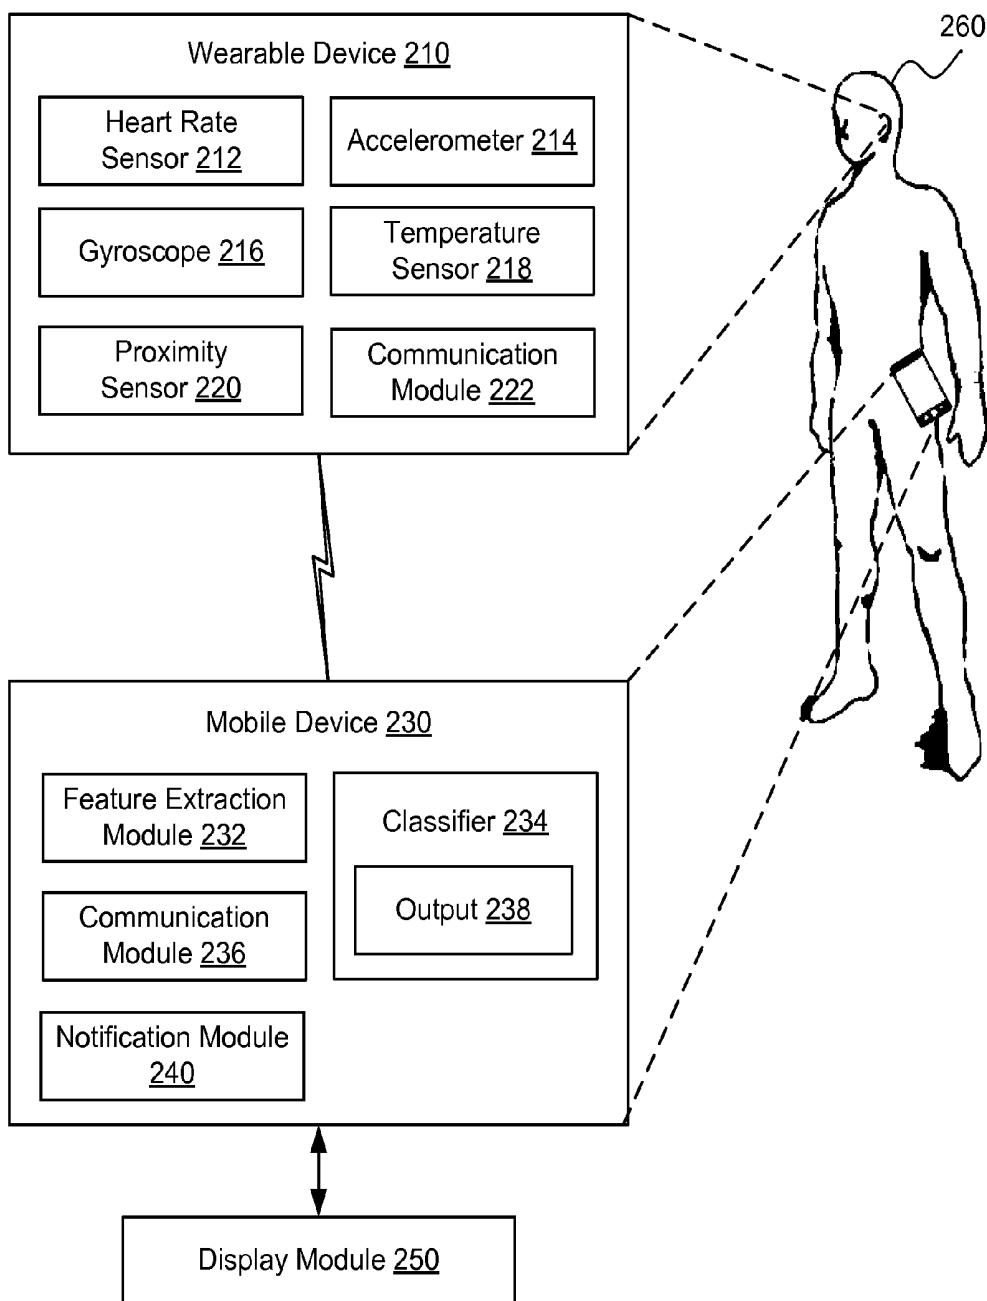 260
Wearable Device 210
Heart Rate
Sensor 212
Accelerometer 214
Gyroscope 216
Temperature
Sensor 218
Proximity
Sensor 220
Communication
Module 222
Mobile Device 230
Feature Extraction
Module 232
Classifier 234
Output 238
Communication
Module 236
Notification Module
240
Display Module 250